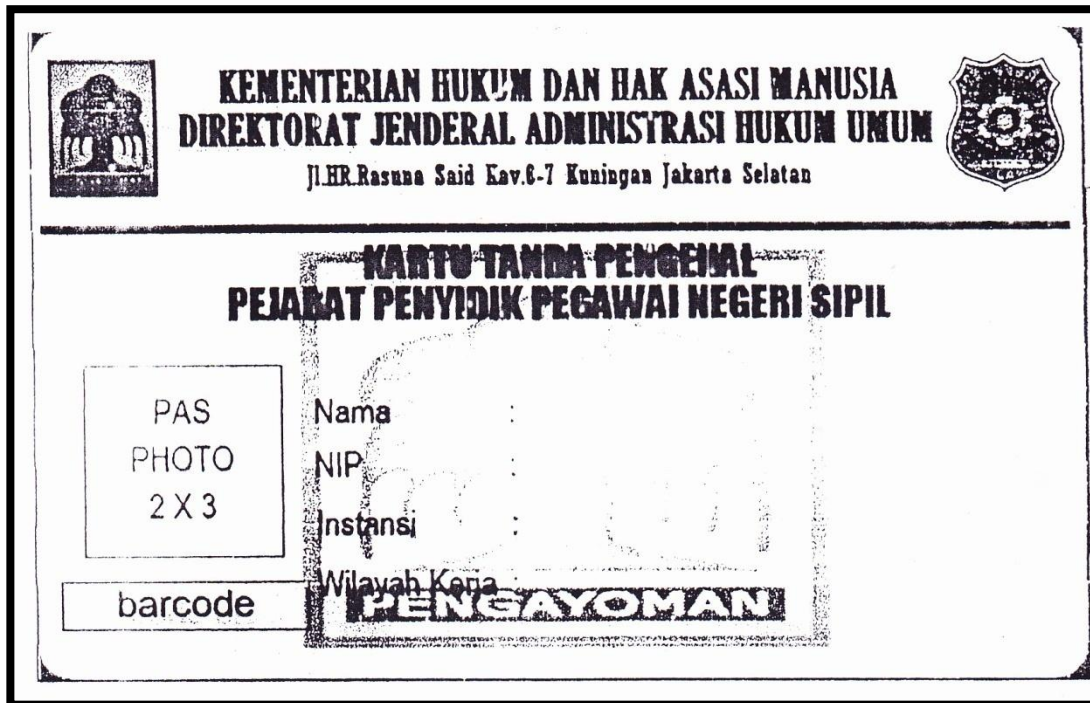 KEMENTERIAN HUKUM DAN HAK ASASI MANUSIA
DIREKTORAT JENDERAL ADMINISTRASI HUKUM UMUM
Jl.HR.Rasuna Said Kav.6-7 Kuningan Jakarta Selatan
KARTU TANDA PENGENAL
PEJABAT PENYIDIK PEGAWAI NEGERI SIPIL
PAS
PHOTO
2 X 3
Nama :
NIP :
Instansi :
Wilayah Kerja :
barcode
PENGAYOMAN